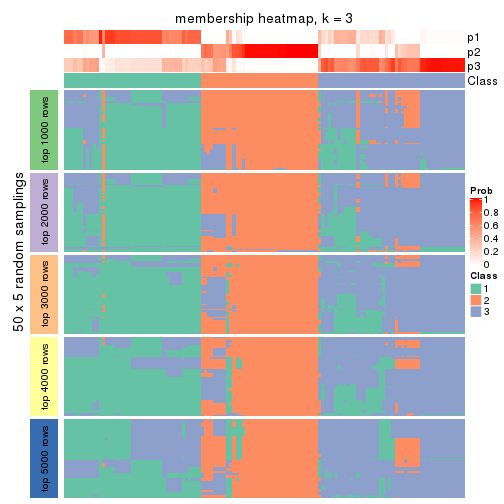 membership heatmap, k = 3
p1
p2
p3
Class
50 x 5 random samplings
top 1000 rows
top 2000 rows
top 3000 rows
top 4000 rows
top 5000 rows
Prob
1
0.8
0.6
0.4
0.2
0
Class
1
2
3